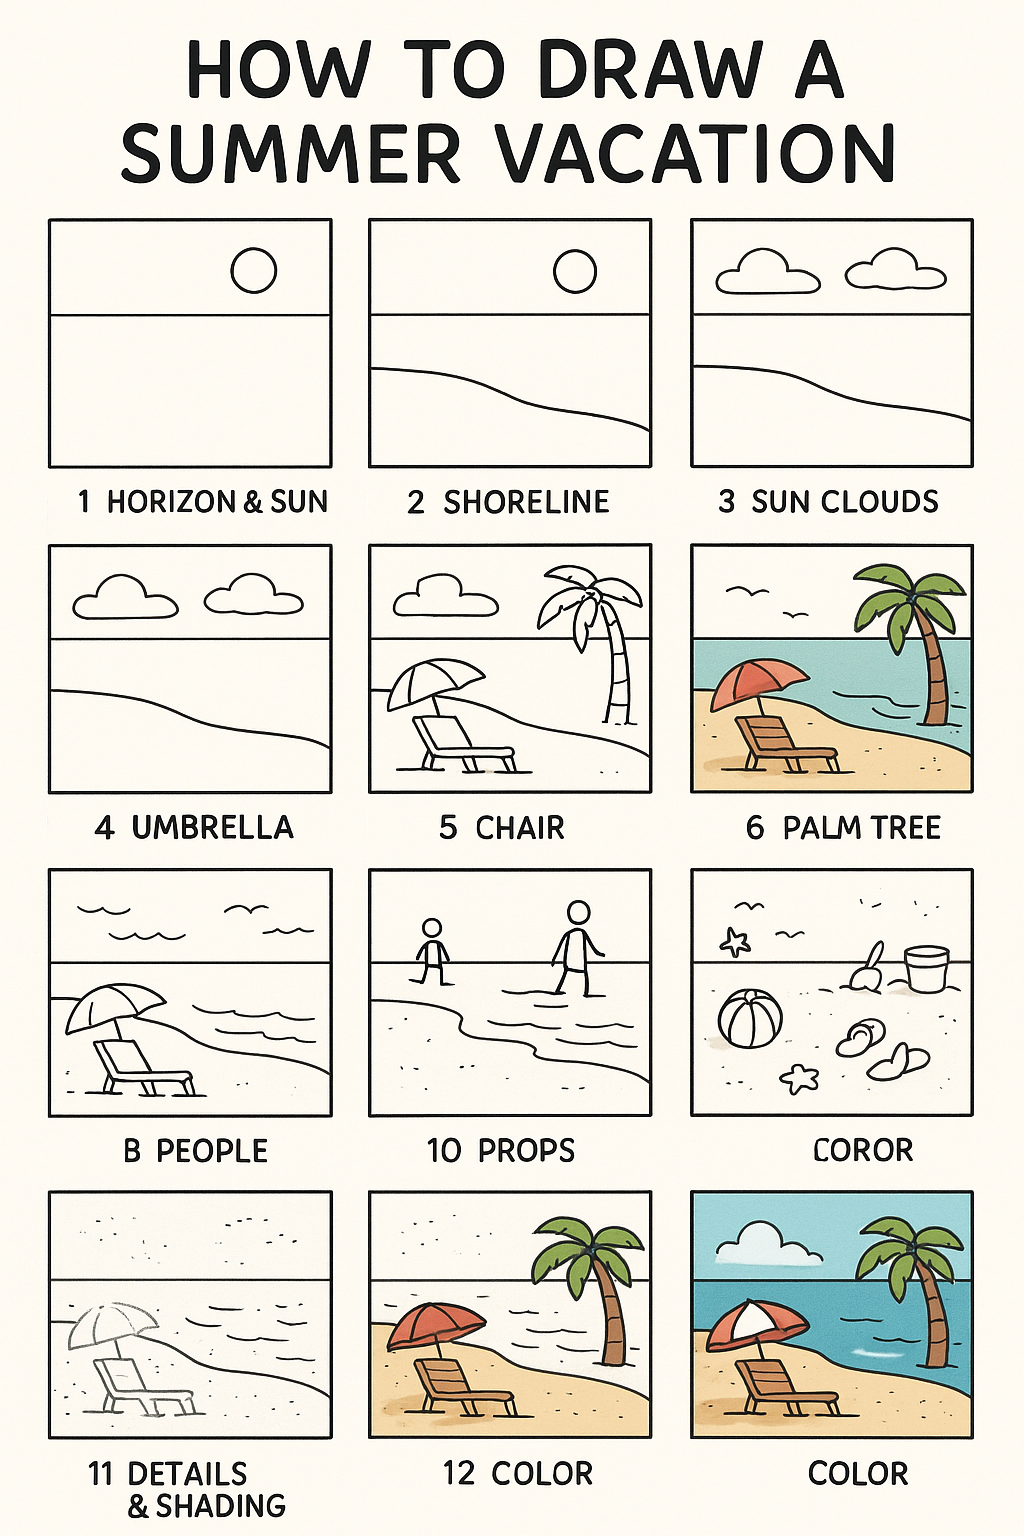 HOW TO DRAW A
SUMMER VACATION
1 HORIZON & SUN
2 SHORELINE
3 SUN CLOUDS
4 UMBRELLA
5 CHAIR
6 PALM TREE
B PEOPLE
10 PROPS
COROR
11 DETAILS
& SHADING
12 COLOR
COLOR